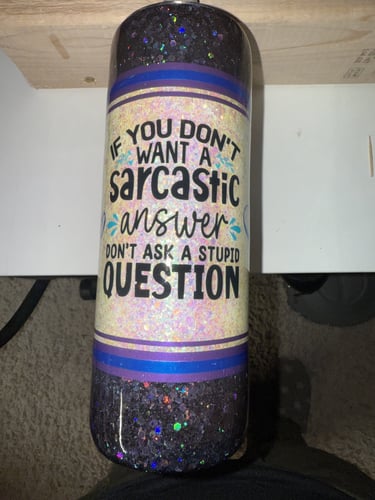 IF YOU DON'T
WANT A
sarcastic
answer
DON'T ASK A STUPID
QUESTION